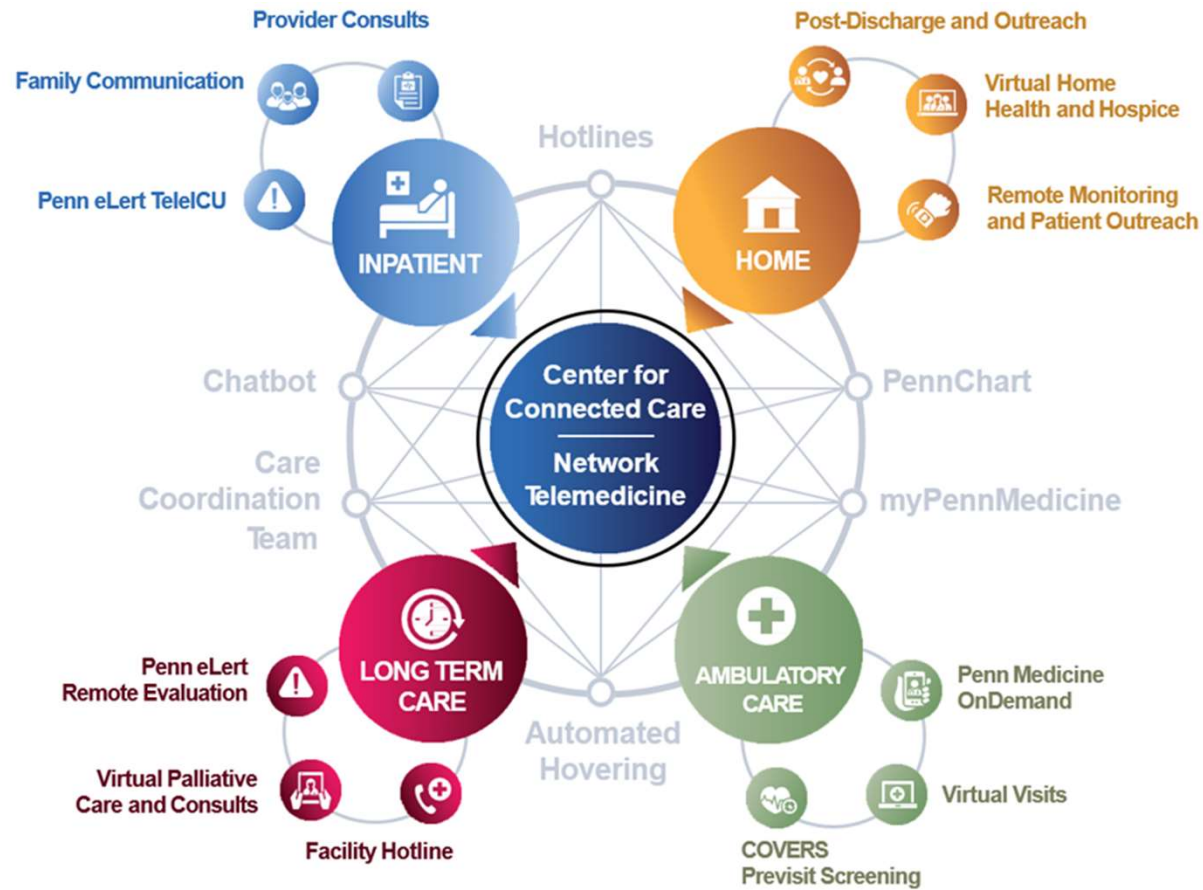 Provider Consults
Family Communication
Penn eLert TeleICU
INPATIENT
Post-Discharge and Outreach
Virtual Home
Health and Hospice
Remote Monitoring
and Patient Outreach
HOME
Hotlines
Chatbot
Care
Coordination
Team
Center for
Connected Care
Network
Telemedicine
PennChart
myPennMedicine
LONG TERM
CARE
Penn eLert
Remote Evaluation
Virtual Palliative
Care and Consults
Facility Hotline
Automated
Hovering
AMBULATORY
CARE
Penn Medicine
OnDemand
Virtual Visits
COVERS
Previsit Screening